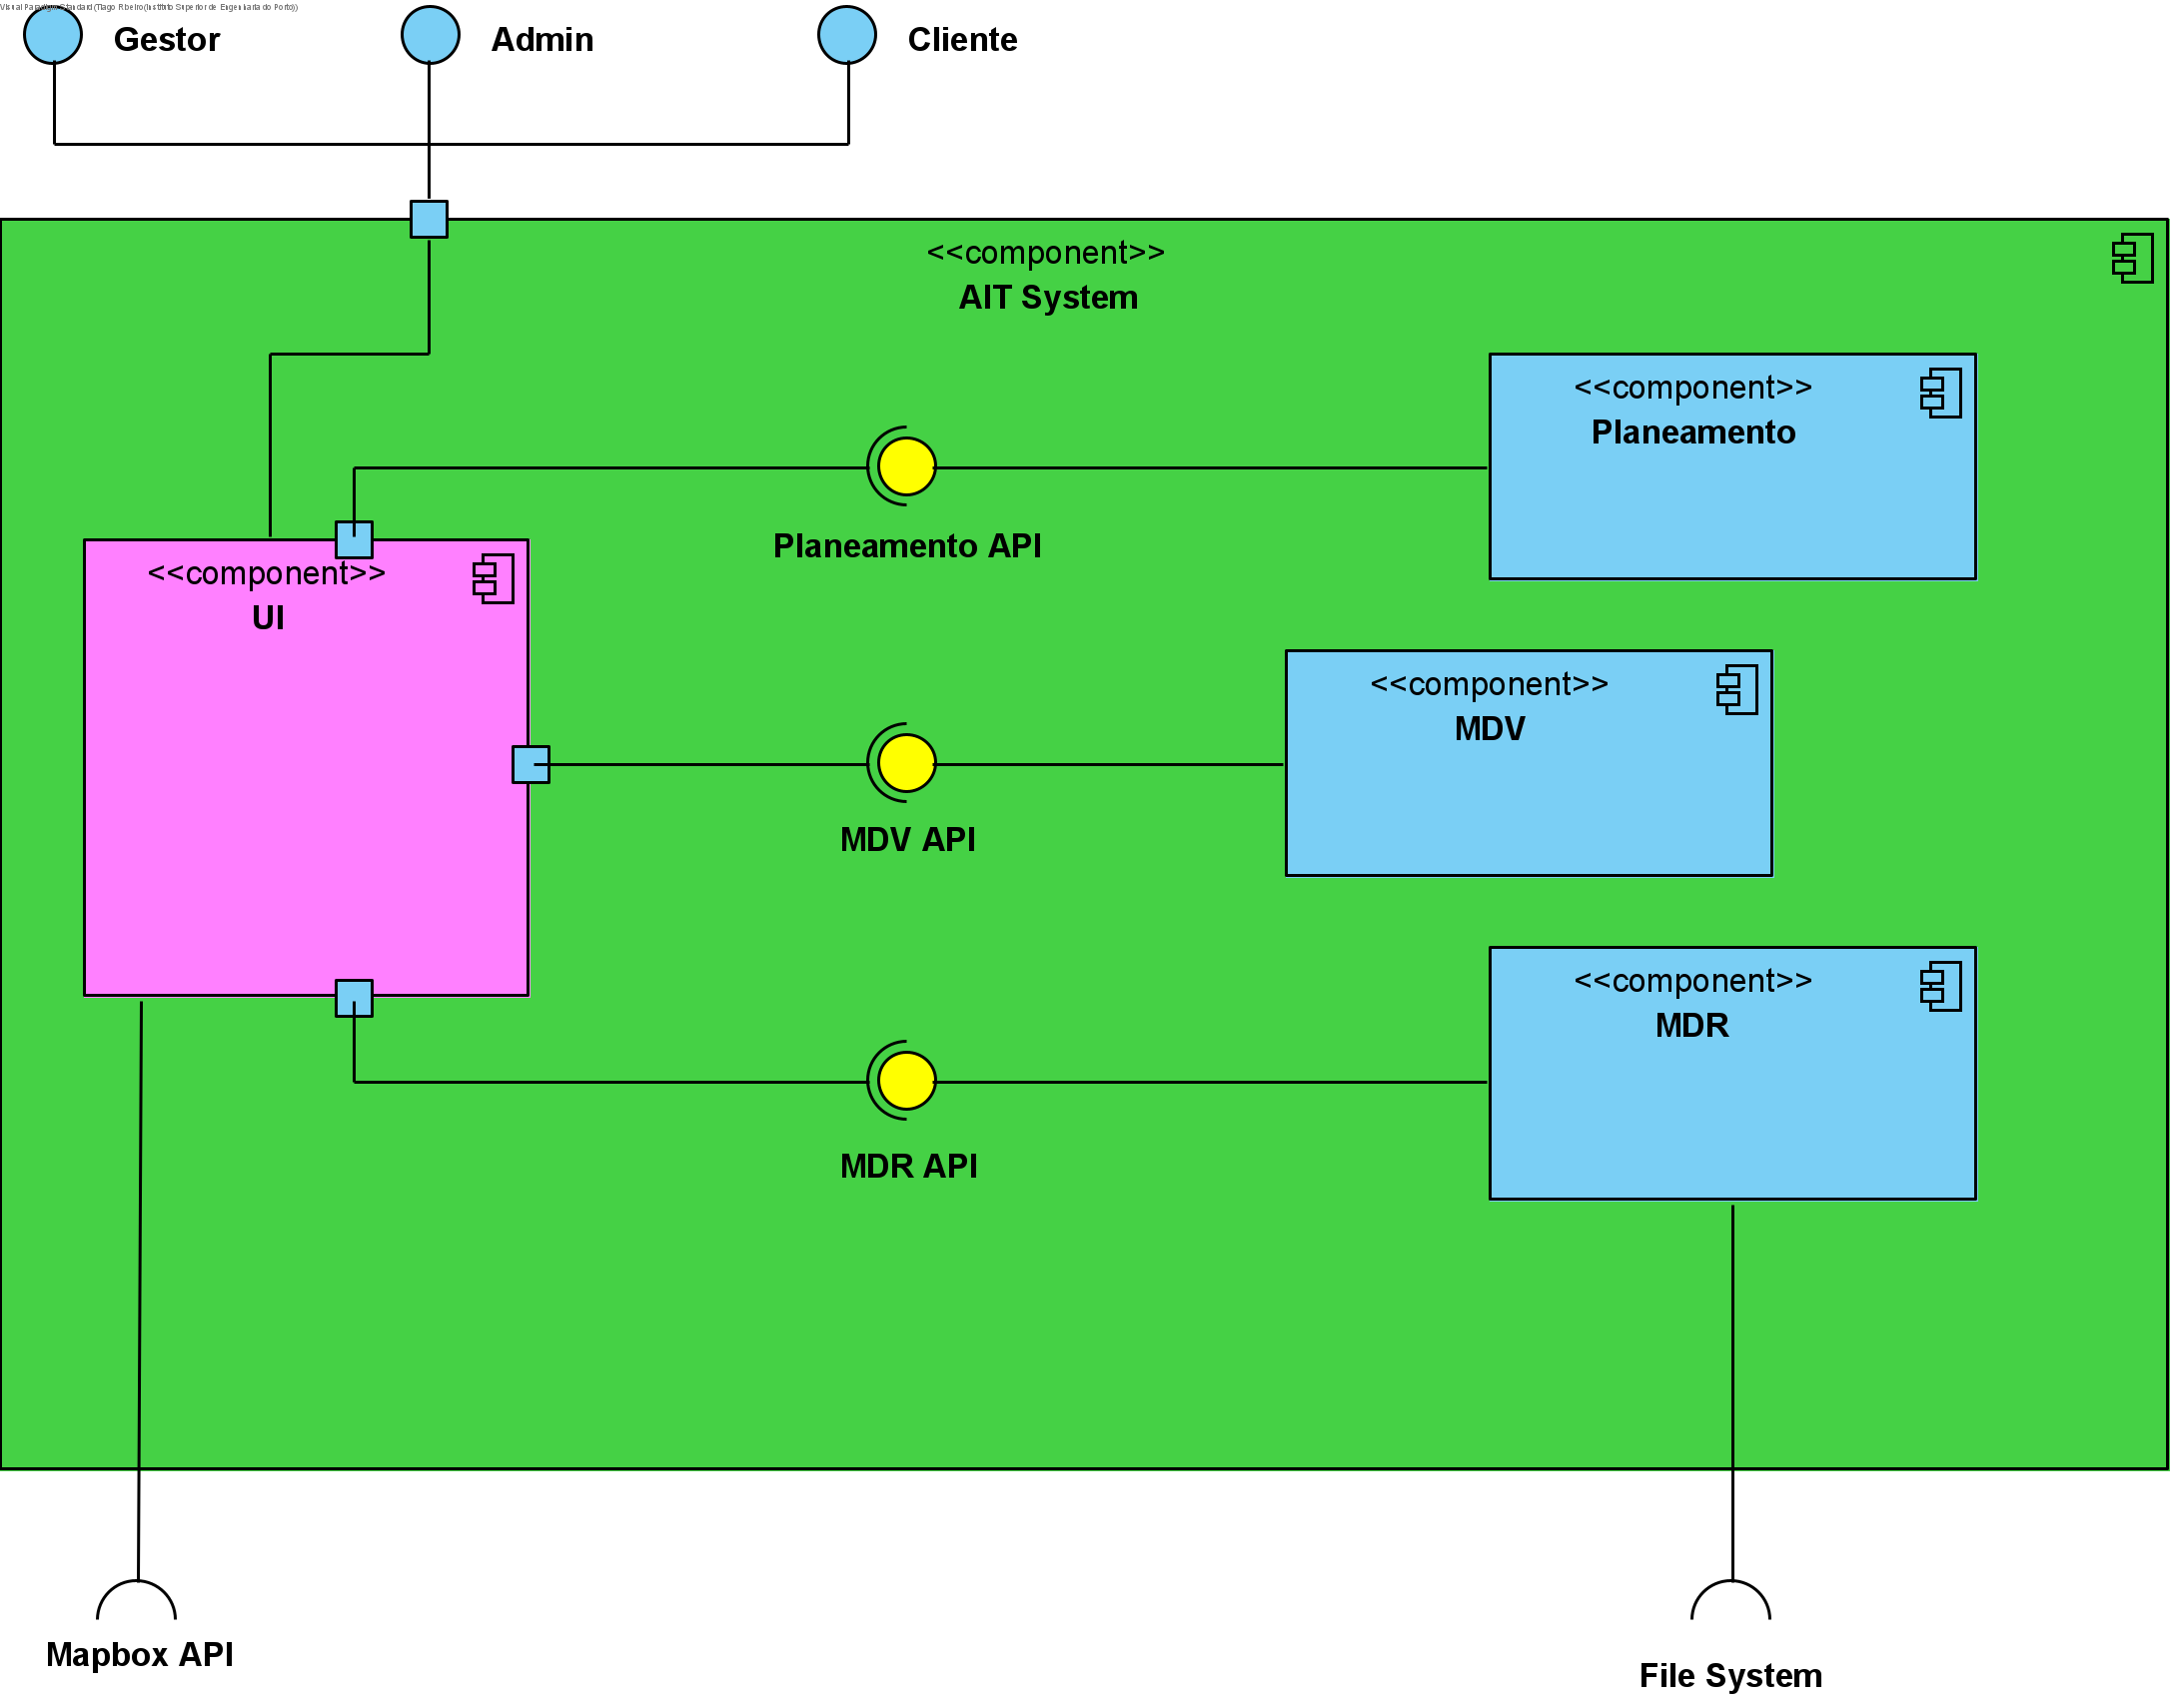 Visual Paradigm Standard(Tiago Ribeiro(Instituto Superior de Engenharia do Porto))
Gestor
Admin
Cliente
<<component>>
AIT System
<<component>>
Planeamento
Planeamento API
<<component>>
UI
<<component>>
MDV
MDV API
<<component>>
MDR
MDR API
Mapbox API
File System